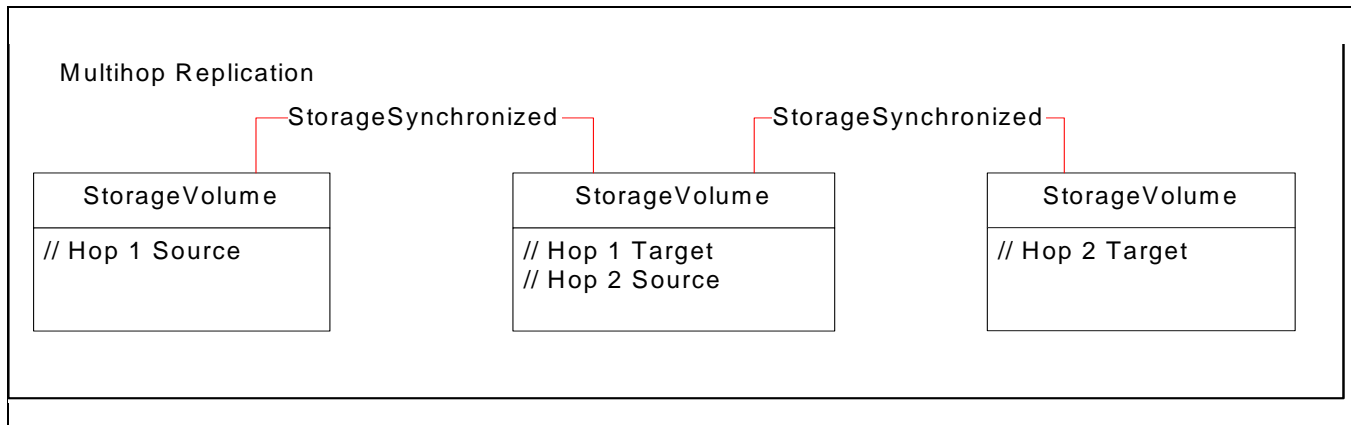 Multihop Replication
StorageSynchronized
StorageSynchronized
StorageVolume
// Hop 1 Source
StorageVolume
// Hop 1 Target
// Hop 2 Source
StorageVolume
// Hop 2 Target